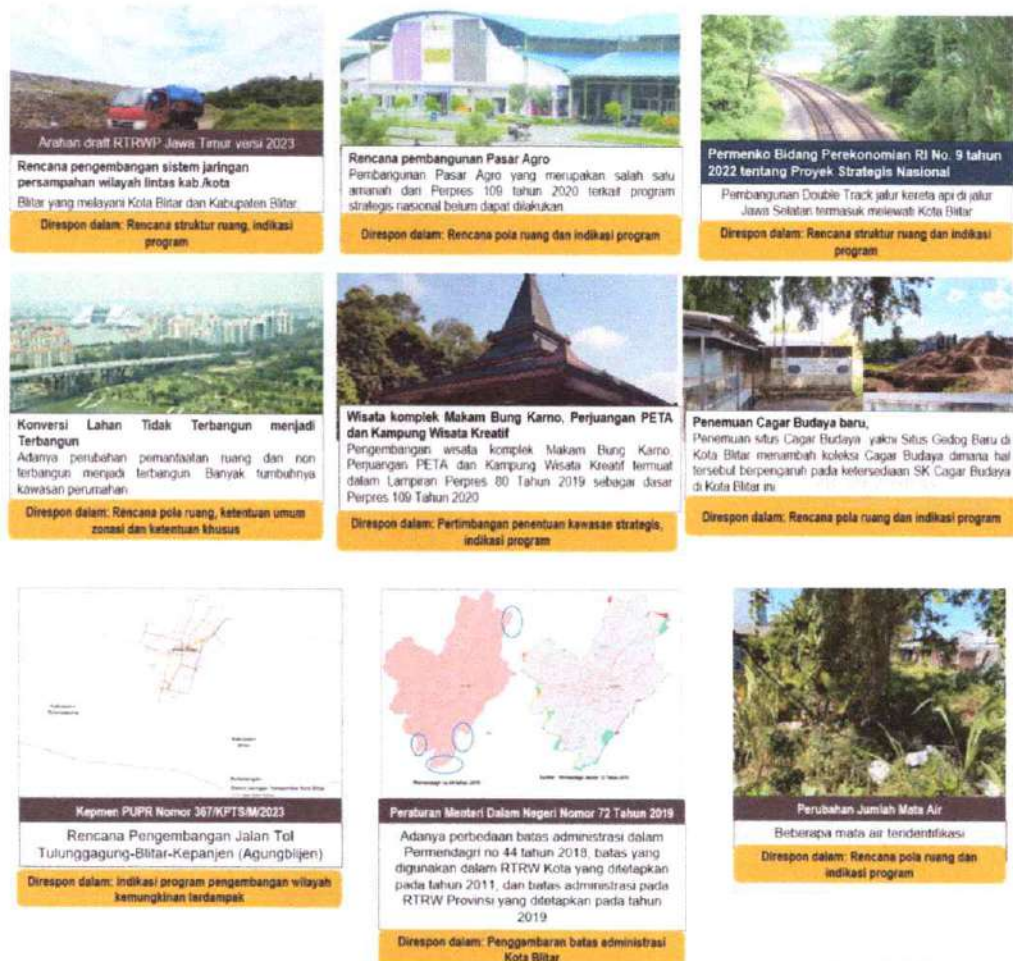 Arahan draft RTRWP Jawa Timur versi 2023
Rencana pengembangan sistem jaringan
persampahan wilayah lintas kab./kota
Blitar yang melayani Kota Blitar dan Kabupaten Blitar.
Direspon dalam: Rencana struktur ruang, indikasi
program
Rencana pembangunan Pasar Agro
Pembangunan Pasar Agro yang merupakan salah satu
amanah dari Perpres 109 tahun 2020 terkait program
strategis nasional belum dapat dilakukan
Direspon dalam: Rencana pola ruang dan indikasi program
Permenko Bidang Perekonomian RI No. 9 tahun
2022 tentang Proyek Strategis Nasional
Pembangunan Double Track jalur kereta api di jalur
Jawa Selatan termasuk melewati Kota Blitar
Direspon dalam: Rencana struktur ruang dan indikasi
program
Konversi Lahan Tidak Terbangun menjadi
Terbangun
Adanya perubahan pemantaatan ruang dan non
terbangun menjadi terbangun Banyak tumbuhnya
kawasan perumahan
Direspon dalam: Rencana pola ruang, ketentuan umum
zonasi dan ketentuan khusus
Wisata komplek Makam Bung Karno, Perjuangan PETA
dan Kampung Wisata Kreatif
Pengembangan wisata komplek Makam Bung Karno,
Perjuangan PETA dan Kampung Wisata Kreatif termuat
dalam Lampiran Perpres 80 Tahun 2019 sebagai dasar
Perpres 109 Tahun 2020
Direspon dalam: Pertimbangan penentuan kawasan strategis,
indikasi program
Penemuan Cagar Budaya baru,
Penemuan situs Cagar Budaya yakni Situs Gedog Baru di
Kota Blitar menambah koleksi Cagar Budaya dimana hal
tersebut berpengaruh pada ketersediaan SK Cagar Budaya
di Kota Blitar ini
Direspon dalam: Rencana pola ruang dan indikasi program
Kepmen PUPR Nomor 367/KPTS/M/2023
Rencana Pengembangan Jalan Tol
Tulunggagung-Blitar-Kepanjen (Agungblijen)
Direspon dalam: indikasi program pengembangan wilayah
kemungkinan terdampak
Peraturan Menteri Dalam Negeri Nomor 72 Tahun 2019
Adanya perbedaan batas administrasi dalam
Permendagri no 44 tahun 2018, batas yang
digunakan dalam RTRW Kota yang ditetapkan
pada tahun 2011, dan batas administrasi pada
RTRW Provinsi yang ditetapkan pada tahun
2019
Direspon dalam: Penggambaran batas administrasi
Kota Blitar
Perubahan Jumlah Mata Air
Beberapa mata air teridentifikasi
Direspon dalam: Rencana pola ruang dan
indikasi program